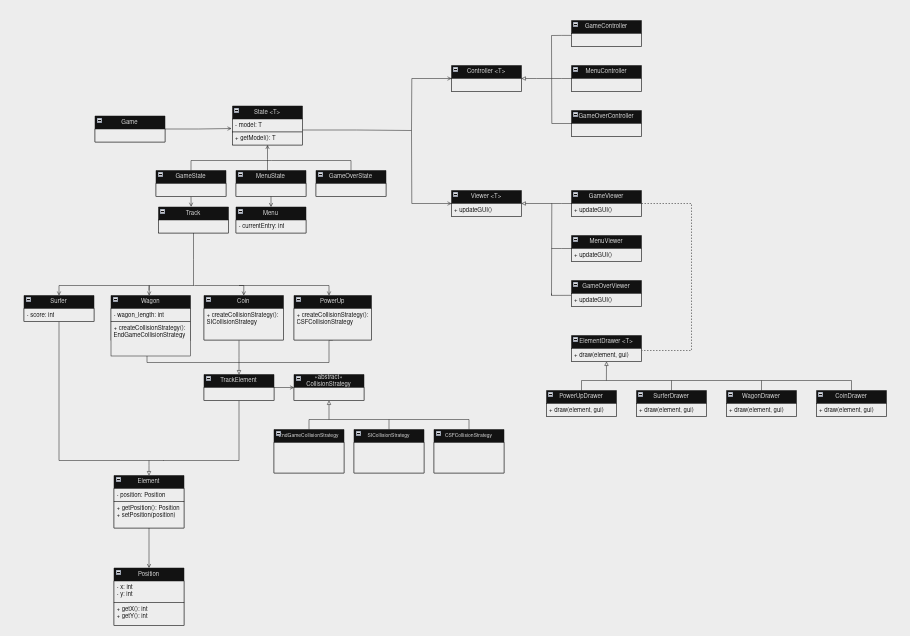 GameController
Controller <T>
MenuController
GameOverController
Game
State <T>
- model: T
+ getModel(): T
GameState
MenuState
GameOverState
Track
Menu
- currentEntry: int
Viewer <T>
+ updateGUI()
GameViewer
+ updateGUI()
MenuViewer
+ updateGUI()
GameOverViewer
+ updateGUI()
Surfer
- score: int
Wagon
- wagon_length: int
+ createCollisionStrategy():
EndGameCollisionStrategy
Coin
+ createCollisionStrategy():
SICollisionStrategy
PowerUp
+ createCollisionStrategy():
CSFCollisionStrategy
ElementDrawer <T>
+ draw(element, gui)
TrackElement
<abstract>
CollisionStrategy
PowerUpDrawer
+ draw(element, gui)
SurferDrawer
+ draw(element, gui)
WagonDrawer
+ draw(element, gui)
CoinDrawer
+ draw(element, gui)
EndGameCollisionStrategy
SICollisionStrategy
CSFCollisionStrategy
Element
- position: Position
+ getPosition(): Position
+ setPosition(position)
Position
- x: int
- y: int
+ getX(): int
+ getY(): int